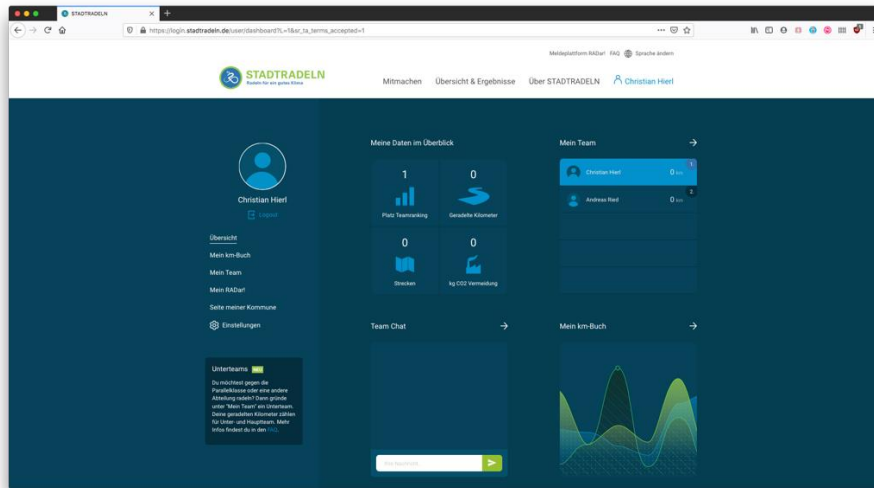 STADTRADELN
https://login.stadtradeln.de/user/dashboard?L=1&sr_ta_terms_accepted=1
Meldeplattform RADar! FAQ Sprache ändern
STADTRADELN
Radeln für ein gutes Klima
Mitmachen Übersicht & Ergebnisse Über STADTRADELN Christian Hierl
Christian Hierl
Logout
Übersicht
Mein km-Buch
Mein Team
Mein RADar!
Seite meiner Kommune
Einstellungen
Unterteams NEU
Du möchtest gegen die
Parallelklasse oder eine andere
Abteilung radeln? Dann gründe
unter "Mein Team" ein Unterteam.
Deine geradelten Kilometer zählen
für Unter- und Hauptteam. Mehr
Infos findest du in den FAQ.
Meine Daten im Überblick
1 0
Platz Teamranking Geradelte Kilometer
0 0
Strecken kg CO2 Vermeidung
Mein Team
1.
Christian Hierl 0 km
2.
Andreas Ried 0 km
Team Chat
Mein km-Buch